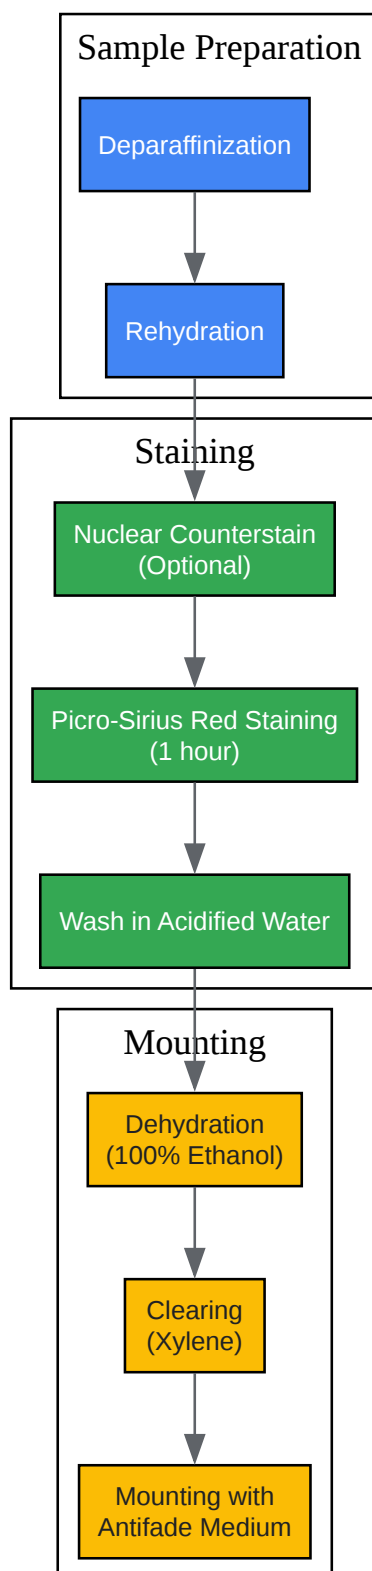 Sample Preparation
Deparaffinization
Rehydration
Staining
Nuclear Counterstain
(Optional)
Picro-Sirius Red Staining
(1 hour)
Wash in Acidified Water
Mounting
Dehydration
(100% Ethanol)
Clearing
(Xylene)
Mounting with
Antifade Medium